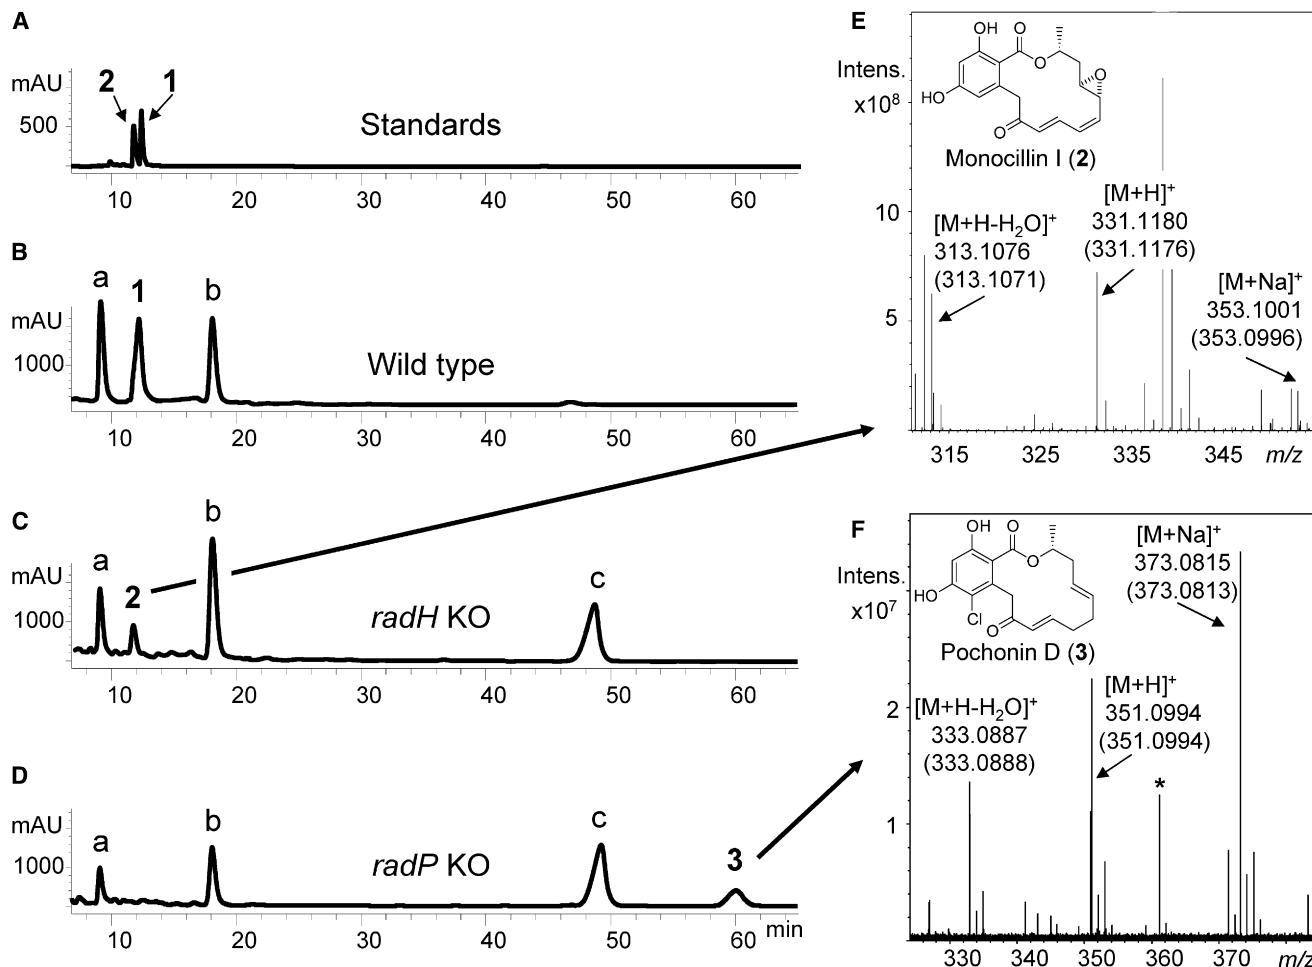 A
mAU
500
2
1
Standards
10 20 30 40 50 60
B
mAU
1000
a
1
b
Wild type
10 20 30 40 50 60
C
mAU
1000
a
2
b
radH KO
c
10 20 30 40 50 60
D
mAU
1000
a
b
radP KO
c
3
10 20 30 40 50 60 min
E
Intens.
x10⁸
10
5
OH
O
O
O
HO
O
Monocillin I (2)
[M+H-H₂O]⁺
313.1076
(313.1071)
[M+H]⁺
331.1180
(331.1176)
[M+Na]⁺
353.1001
(353.0996)
315 325 335 345 m/z
F
Intens.
x10⁷
2
1
OH
O
O
HO
Cl
O
Pochonin D (3)
[M+H-H₂O]⁺
333.0887
(333.0888)
[M+H]⁺
351.0994
(351.0994)
[M+Na]⁺
373.0815
(373.0813)
*
330 340 350 360 370 m/z